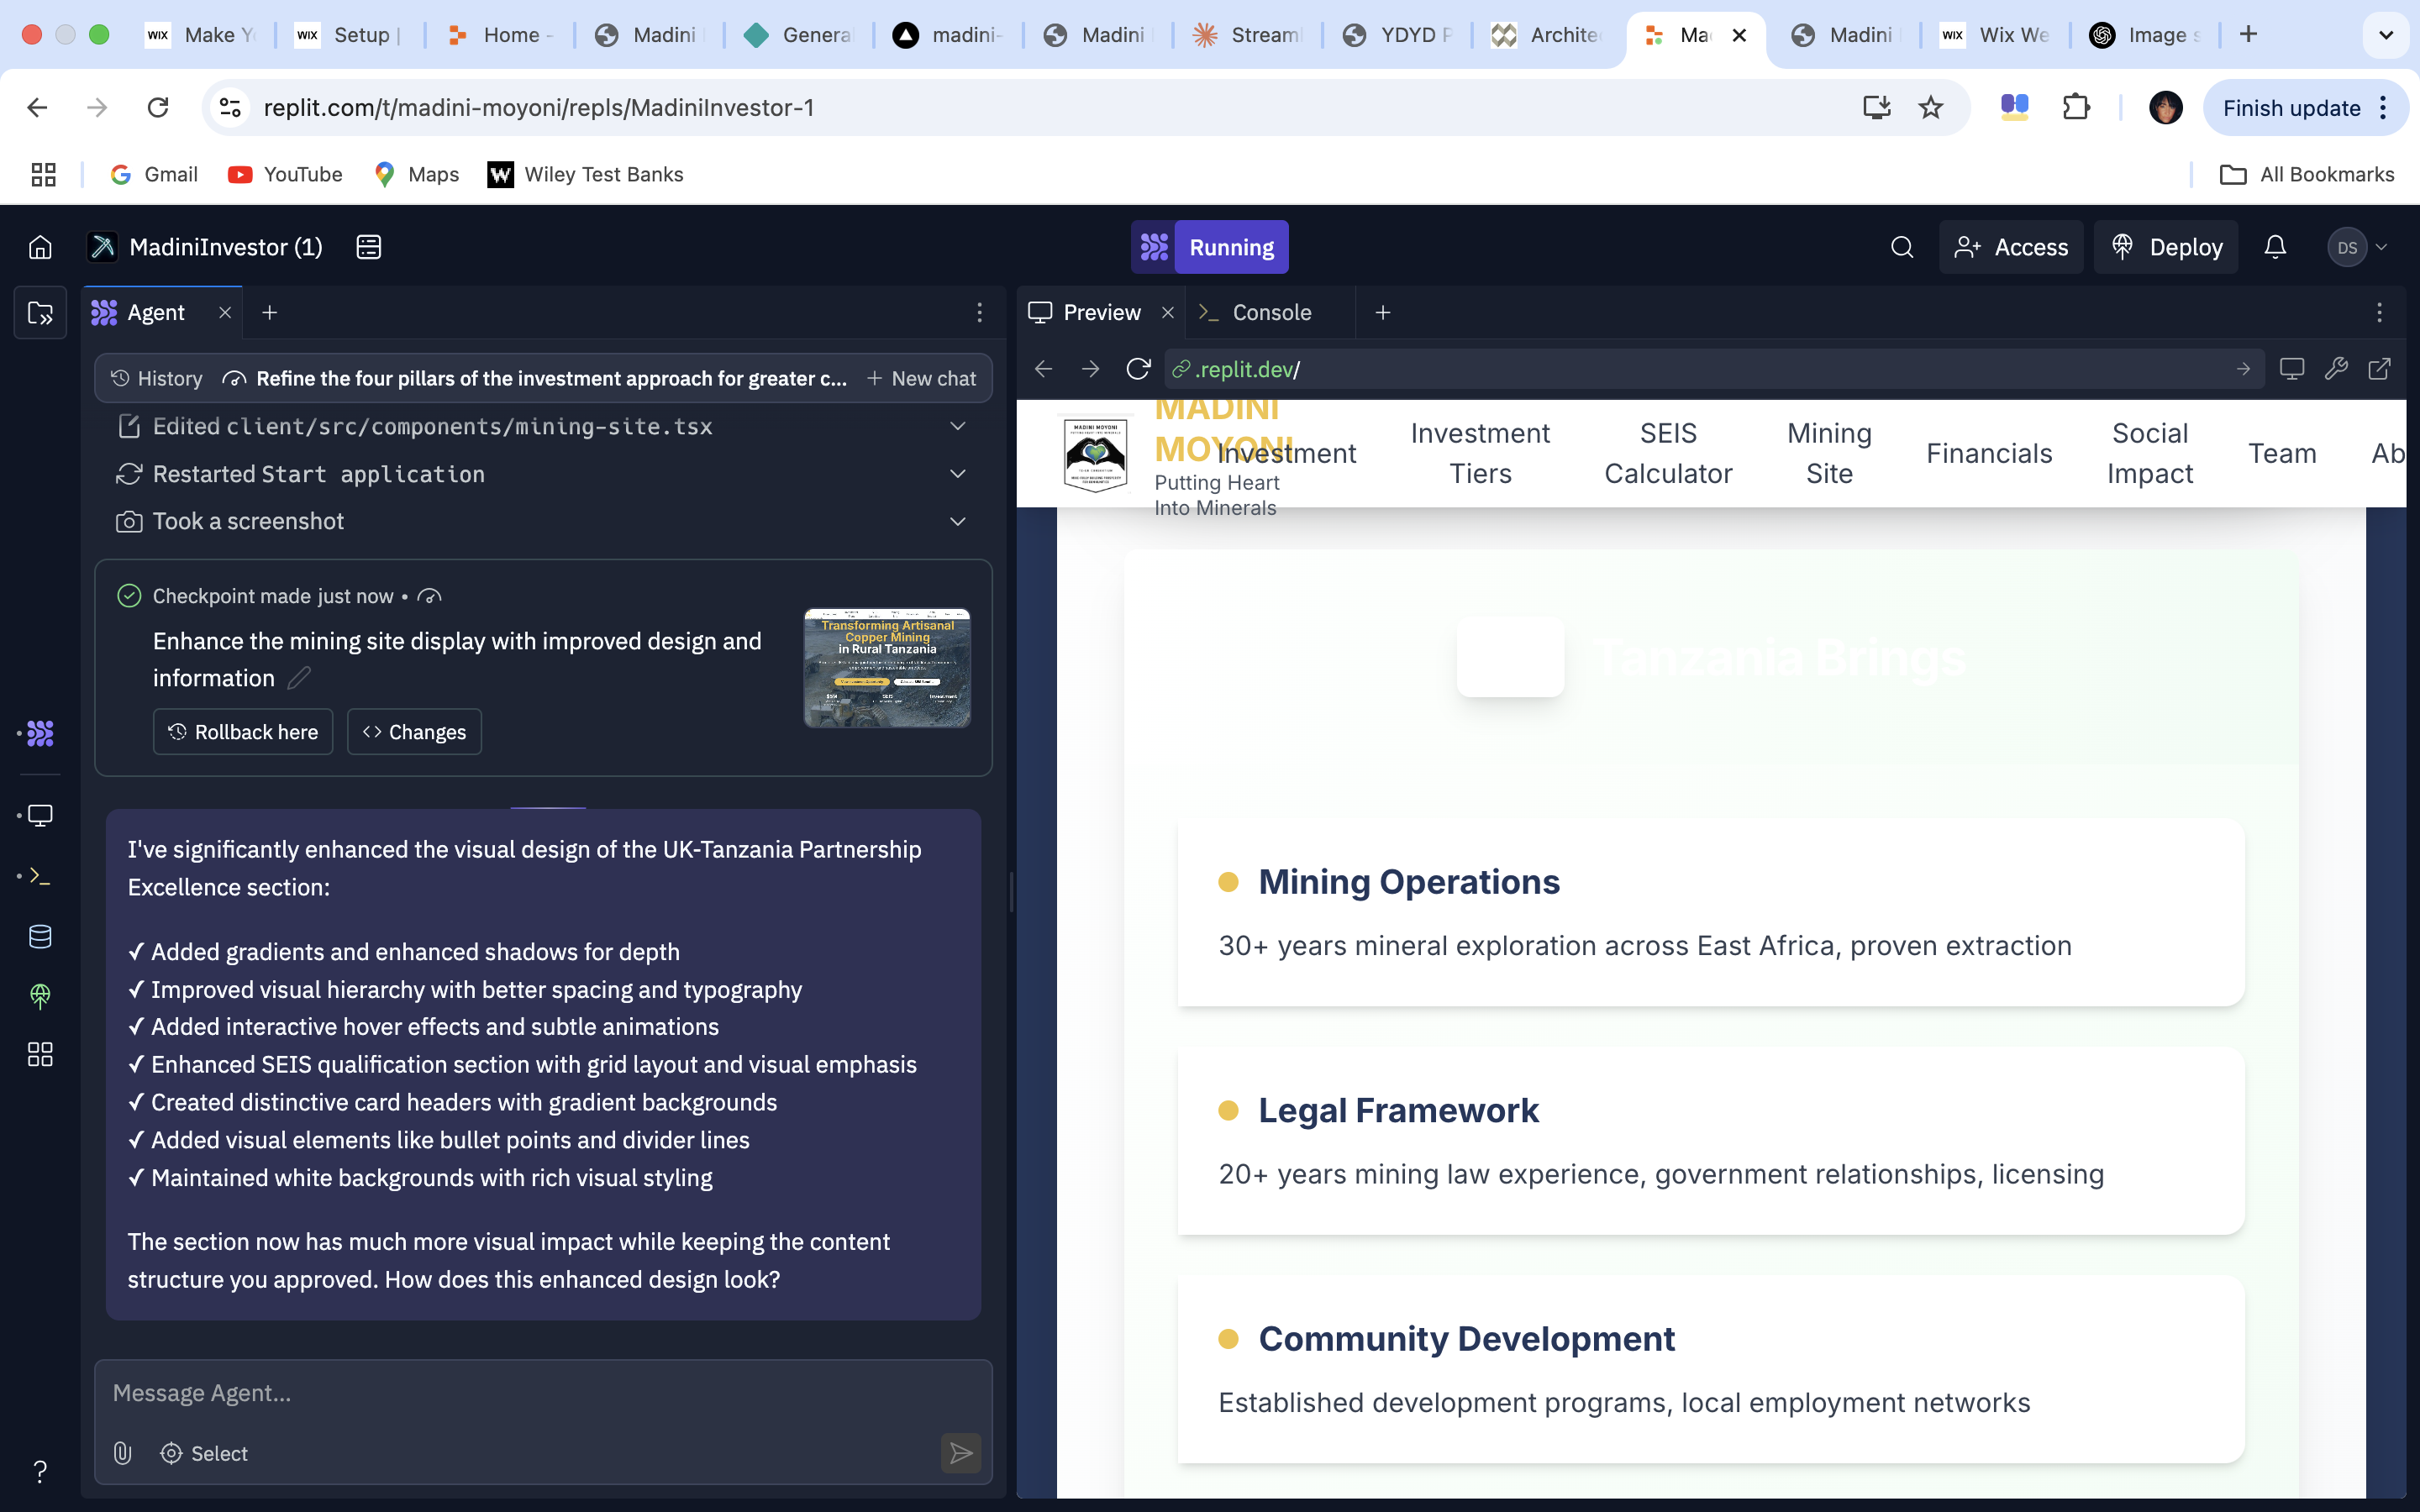 WIX Make Y
WIX Setup |
Home -
Madini
Genera
madini-
Madini
Stream
YDYD F
Archite
Ma
Madini
WIX Wix We
Image s
replit.com/t/madini-moyoni/repls/MadiniInvestor-1
Finish update
Gmail
YouTube
Maps
W Wiley Test Banks
All Bookmarks
MadiniInvestor (1)
Running
Access
Deploy
DS
Agent
Preview
Console
History
Refine the four pillars of the investment approach for greater c...
New chat
.replit.dev/
Edited client/src/components/mining-site.tsx
Restarted Start application
Took a screenshot
Checkpoint made just now •
Enhance the mining site display with improved design and
information
Rollback here
Changes
Transforming Artisanal
Copper Mining
in Rural Tanzania
I've significantly enhanced the visual design of the UK-Tanzania Partnership
Excellence section:
✓ Added gradients and enhanced shadows for depth
✓ Improved visual hierarchy with better spacing and typography
✓ Added interactive hover effects and subtle animations
✓ Enhanced SEIS qualification section with grid layout and visual emphasis
✓ Created distinctive card headers with gradient backgrounds
✓ Added visual elements like bullet points and divider lines
✓ Maintained white backgrounds with rich visual styling
The section now has much more visual impact while keeping the content
structure you approved. How does this enhanced design look?
Message Agent...
Select
?
MADINI MOYONI
MADINI
MOYONI
Putting Heart
Into Minerals
Investment
Investment
Tiers
SEIS
Calculator
Mining
Site
Financials
Social
Impact
Team
Ab
Tanzania Brings
Mining Operations
30+ years mineral exploration across East Africa, proven extraction
Legal Framework
20+ years mining law experience, government relationships, licensing
Community Development
Established development programs, local employment networks